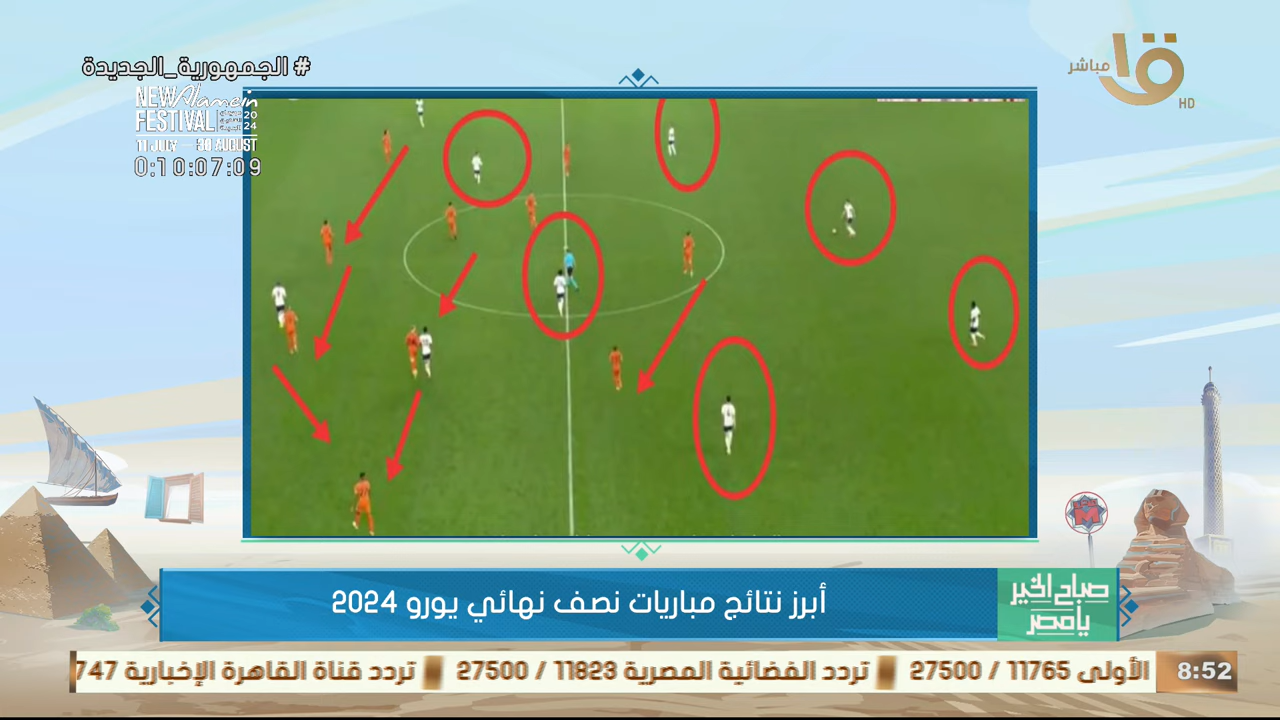 # الجمهورية_الجديدة
NEW Alamein
FESTIVAL 2024
11 JULY — 30 AUGUST
0:10:07:09
مباشر
HD
أبرز نتائج مباريات نصف نهائي يورو 2024
صباح الخير
يا مصر
الأولى 11765 / 27500 تردد الفضائية المصرية 11823 / 27500 تردد قناة القاهرة الإخبارية 747
8:52